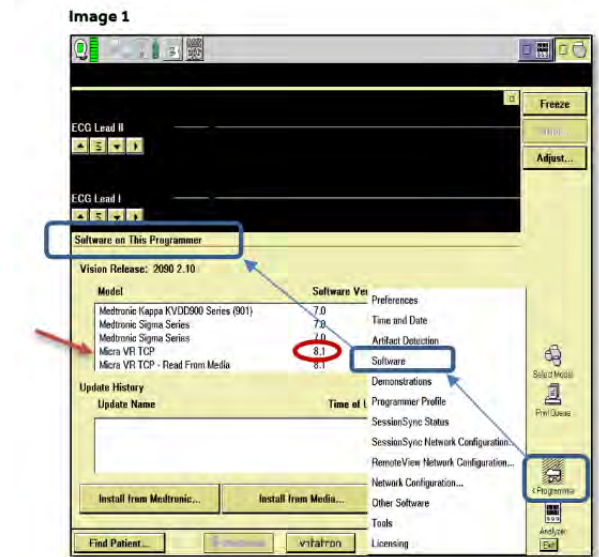 Image 1
Freeze
ECG Lead II
Adjust...
ECG Lead I
Software on This Programmer
Vision Release: 2090 2.10
Model Software Ver
Medtronic Kappa KVDD900 Series (901) 7.0
Medtronic Sigma Series 7.0
Medtronic Sigma Series 7.0
Micra VR TCP 8.1
Micra VR TCP - Read From Media 8.1
Update History
Update Name Time of
Install from Medtronic... Install from Media...
Find Patient... vitatron
Preferences
Time and Date
Artifact Detection
Software
Demonstrations
Programmer Profile
SessionSync Status
SessionSync Network Configuration...
RemoteView Network Configuration...
Network Configuration...
Other Software
Tools
Licensing
Select Model
Print Queue
< Programmer
Analyzer
Exit